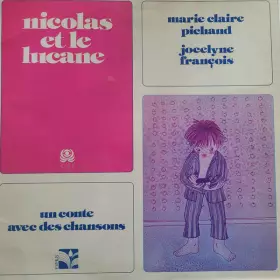 nicolas
et le
lucane
marie claire
pichaud
jocelyne
françois
un conte
avec des chansons